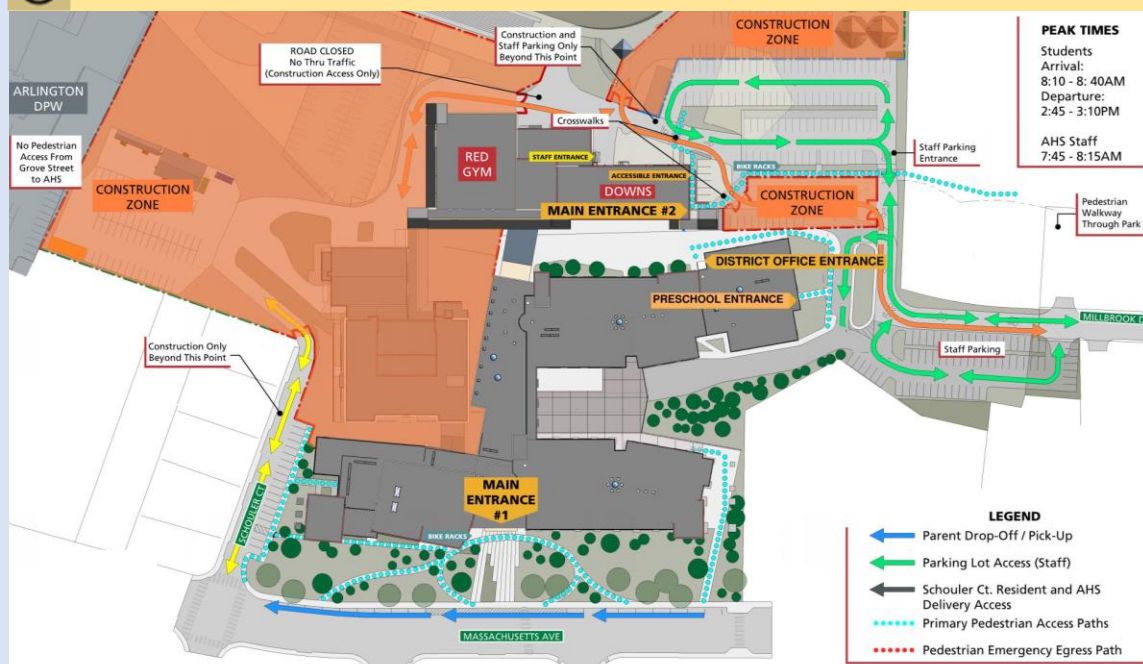 CONSTRUCTION
ZONE
Construction and
Staff Parking Only
Beyond This Point
ROAD CLOSED
No Thru Traffic
(Construction Access Only)
PEAK TIMES
Students
Arrival:
8:10 - 8: 40AM
Departure:
2:45 - 3:10PM
AHS Staff
7:45 - 8:15AM
ARLINGTON
DPW
No Pedestrian
Access From
Grove Street
to AHS
CONSTRUCTION
ZONE
Crosswalks
RED
GYM
STAFF ENTRANCE
ACCESSIBLE ENTRANCE
DOWNS
MAIN ENTRANCE #2
BIKE RACKS
Staff Parking
Entrance
CONSTRUCTION
ZONE
Pedestrian
Walkway
Through Park
DISTRICT OFFICE ENTRANCE
PRESCHOOL ENTRANCE
MILLBROOK D
Staff Parking
Construction Only
Beyond This Point
SCHOULER CT
MAIN
ENTRANCE
#1
BIKE RACKS
MASSACHUSETTS AVE
LEGEND
Parent Drop-Off / Pick-Up
Parking Lot Access (Staff)
Schouler Ct. Resident and AHS
Delivery Access
Primary Pedestrian Access Paths
Pedestrian Emergency Egress Path